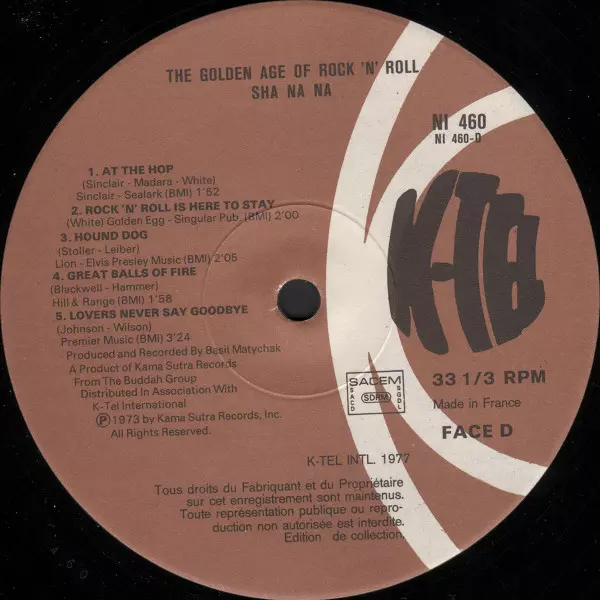 THE GOLDEN AGE OF ROCK 'N' ROLL
SHA NA NA
NI 460
NI 460-D
1. AT THE HOP
(Sinclair - Madara - White)
Sinclair - Sealark (BMI) 1'52
2. ROCK 'N' ROLL IS HERE TO STAY
(White) Golden Egg - Singular Pub. (BMI) 2'00
3. HOUND DOG
(Stoller - Leiber)
Lion - Elvis Presley Music (BMI) 2'05
4. GREAT BALLS OF FIRE
(Blackwell - Hammer)
Hill & Range (BMI) 1'58
5. LOVERS NEVER SAY GOODBYE
(Johnson - Wilson)
Premier Music (BMI) 3'24
Produced and Recorded By Basil Matychak
A Product of Kama Sutra Records
From The Buddah Group
Distributed In Association With
K-Tel International
Ⓟ 1973 by Kama Sutra Records, Inc.
All Rights Reserved.
K-TEL
SACEM
SACD
SDRM
SGDL
33 1/3 RPM
Made in France
FACE D
K-TEL INTL. 1977
Tous droits du Fabriquant et du Propriétaire
sur cet enregistrement sont maintenus.
Toute représentation publique ou repro-
duction non autorisée est interdite.
Edition de collection.
460